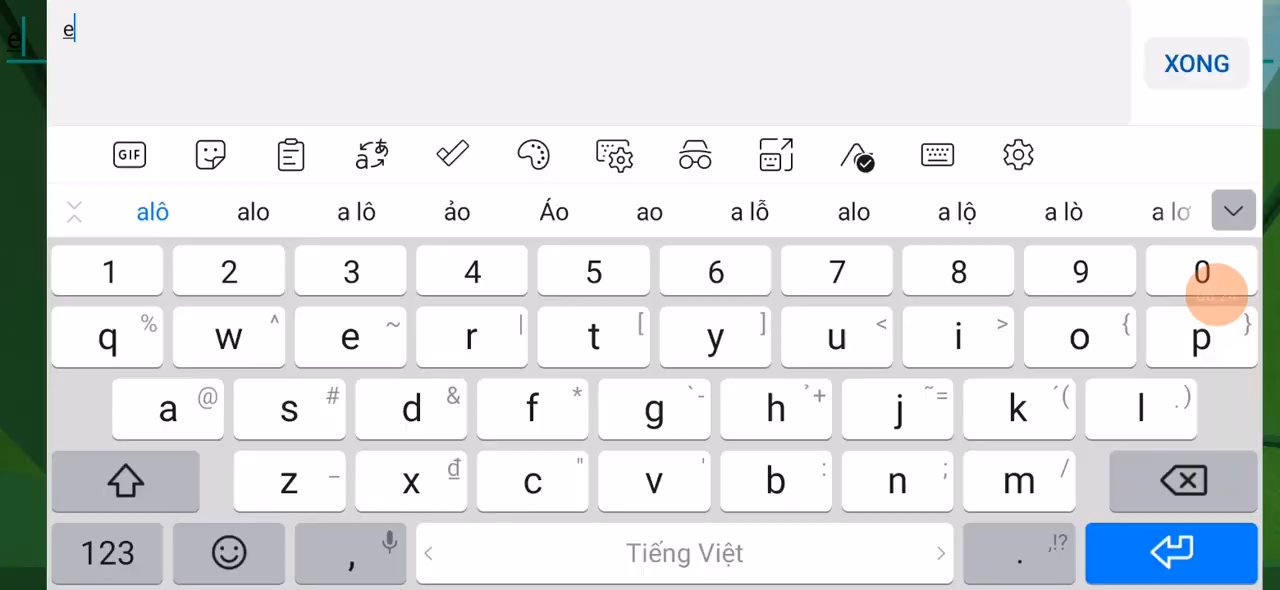 e
e
XONG
GIF
alô alo a lô ảo Áo ao a lỗ alo a lộ a lò a lơ
1 2 3 4 5 6 7 8 9 0
q % w ^ e ~ r | t [ y ] u < i > o { p }
a @ s # d & f * g ` - h ̉ + j ˜ = k ´ ( l . )
z _ x đ c " v ' b : n ; m /
123 , < Tiếng Việt > . ,!?